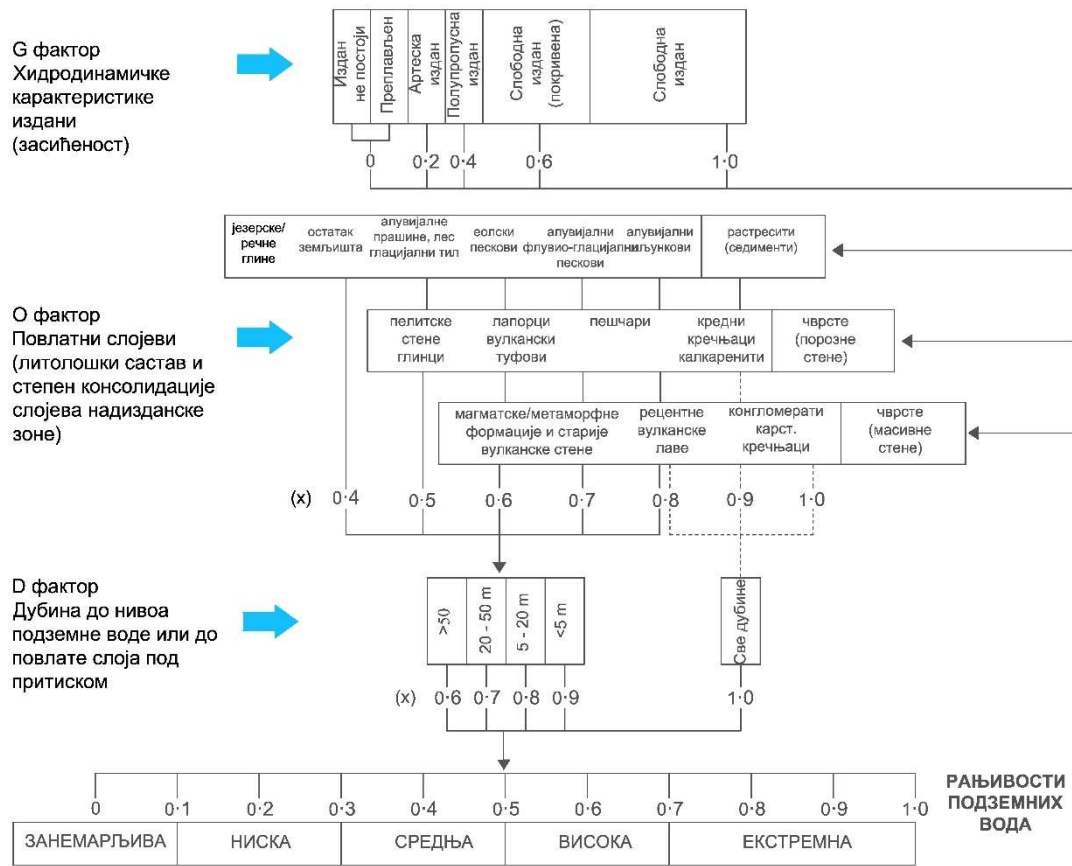 G фактор
Хидродинамичке
карактеристике
издани
(засићеност)
Издан
не постоји
Преплављен
Артеска
издан
Полупропусна
издан
Слободна
издан
(покривена)
Слободна
издан
0 0·2 0·4 0·6 1·0
језерске/
речне
глине
остатак
земљишта
алувијалне
прашине, лес
глацијални тил
еолски
пескови
алувијални
флувио-глацијални
пескови
алувијални
шљункови
растресити
(седименти)
О фактор
Повлатни слојеви
(литолошки састав и
степен консолидације
слојева надизданске
зоне)
пелитске
стене
глинци
лапорци
вулкански
туфови
пешчари
кредни
кречњаци
калкаренити
чврсте
(порозне
стене)
магматске/метаморфне
формације и старије
вулканске стене
рецентне
вулканске
лаве
конгломерати
карст.
кречњаци
чврсте
(масивне
стене)
(x) 0·4 0·5 0·6 0·7 0·8 0·9 1·0
D фактор
Дубина до нивоа
подземне воде или до
повлате слоја под
притиском
>50
20 - 50 m
5 - 20 m
<5 m
Све дубине
(x) 0·6 0·7 0·8 0·9 1·0
0 0·1 0·2 0·3 0·4 0·5 0·6 0·7 0·8 0·9 1·0
РАЊИВОСТИ
ПОДЗЕМНИХ
ВОДА
ЗАНЕМАРЉИВА НИСКА СРЕДЊА ВИСОКА ЕКСТРЕМНА